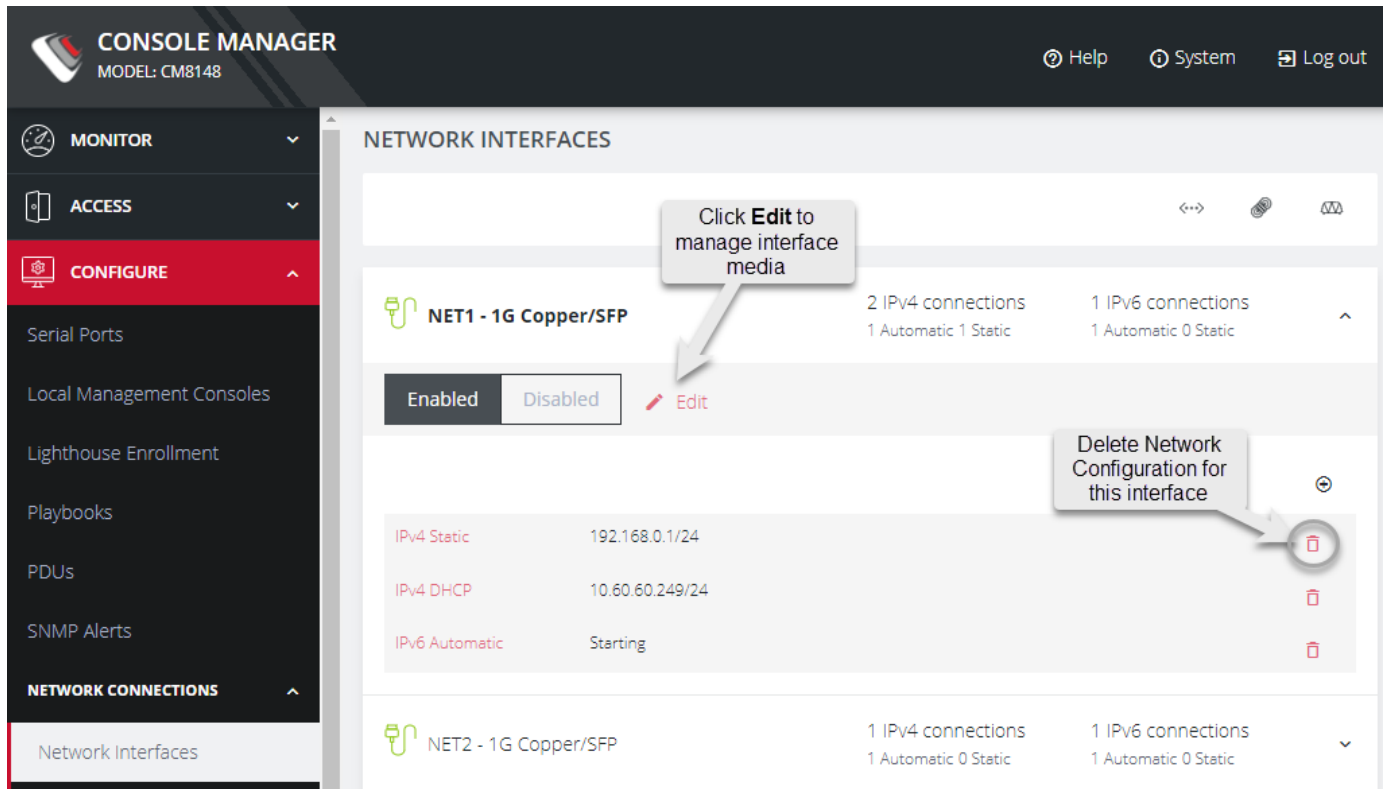 CONSOLE MANAGER
MODEL: CM8148
Help
System
Log out
MONITOR
ACCESS
CONFIGURE
Serial Ports
Local Management Consoles
Lighthouse Enrollment
Playbooks
PDUs
SNMP Alerts
NETWORK CONNECTIONS
Network Interfaces
NETWORK INTERFACES
Click Edit to
manage interface
media
NET1 - 1G Copper/SFP
2 IPv4 connections
1 Automatic 1 Static
1 IPv6 connections
1 Automatic 0 Static
Enabled
Disabled
Edit
Delete Network
Configuration for
this interface
IPv4 Static 192.168.0.1/24
IPv4 DHCP 10.60.60.249/24
IPv6 Automatic Starting
NET2 - 1G Copper/SFP
1 IPv4 connections
1 Automatic 0 Static
1 IPv6 connections
1 Automatic 0 Static